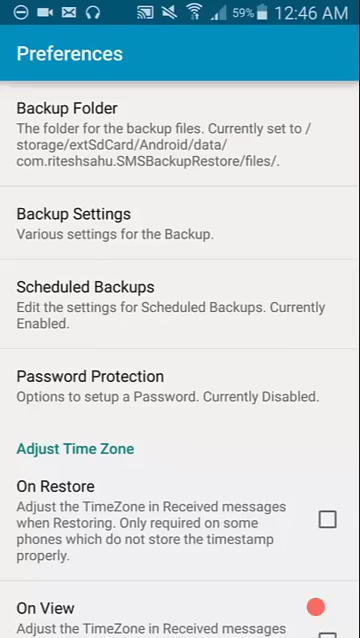 59% 12:46 AM
Preferences
Backup Folder
The folder for the backup files. Currently set to /
storage/extSdCard/Android/data/
com.riteshsahu.SMSBackupRestore/files/.
Backup Settings
Various settings for the Backup.
Scheduled Backups
Edit the settings for Scheduled Backups. Currently
Enabled.
Password Protection
Options to setup a Password. Currently Disabled.
Adjust Time Zone
On Restore
Adjust the TimeZone in Received messages
when Restoring. Only required on some
phones which do not store the timestamp
properly.
On View
Adjust the TimeZone in Received messages